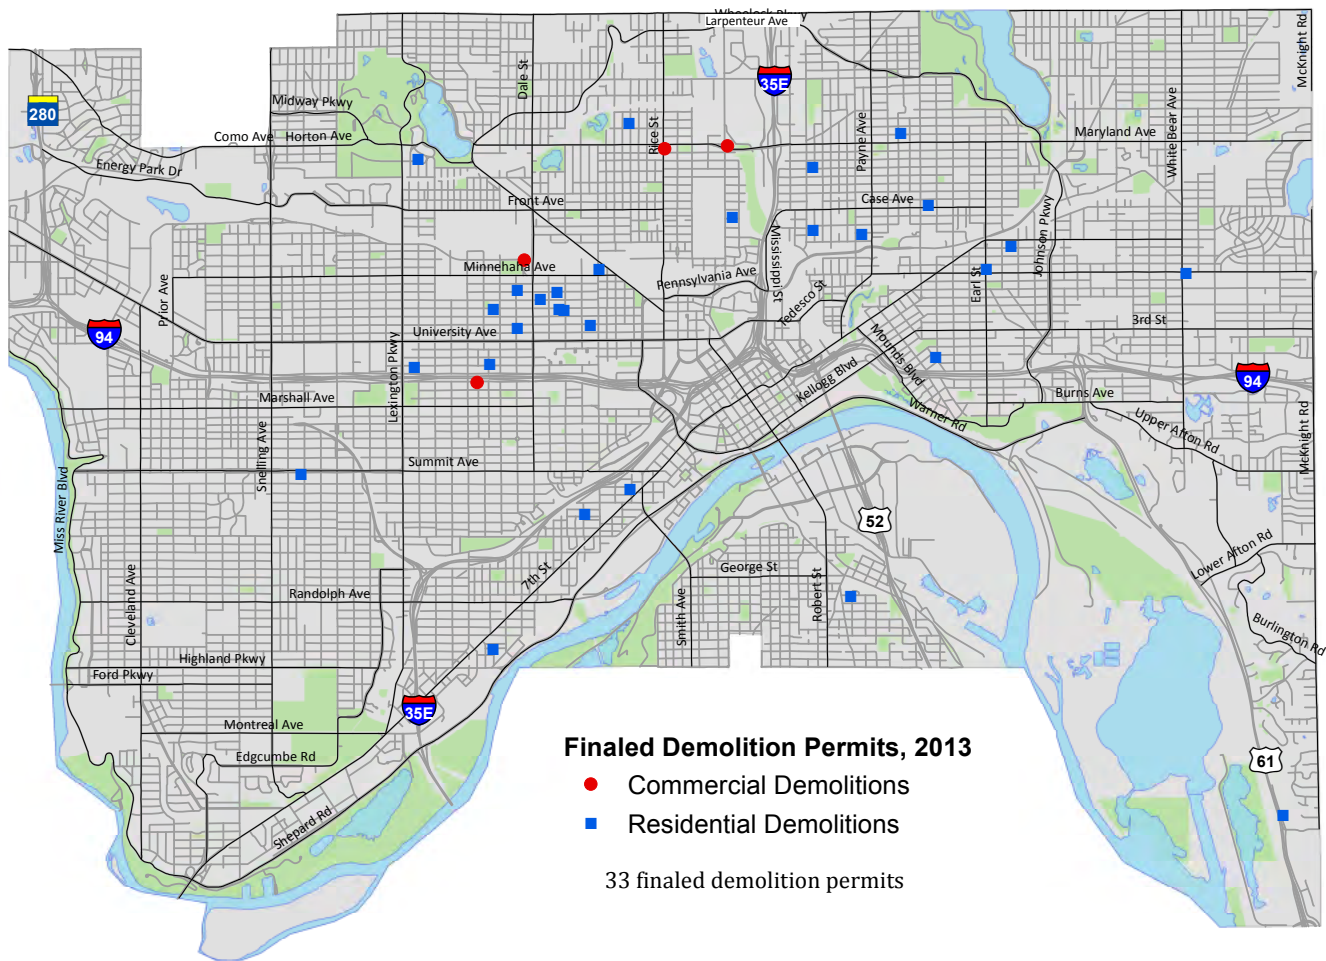 Wheelock Pkwy
Larpenteur Ave
McKnight Rd
35E
Dale St
280
Midway Pkwy
Como Ave
Horton Ave
Rice St
Payne Ave
Maryland Ave
White Bear Ave
Energy Park Dr
Front Ave
Case Ave
Johnson Pkwy
Mississippi St
Minnehaha Ave
Pennsylvania Ave
Earl St
Prior Ave
Tedesco St
University Ave
3rd St
94
Mounds Blvd
Lexington Pkwy
Kellogg Blvd
94
Marshall Ave
Burns Ave
Warner Rd
Upper Afton Rd
McKnight Rd
Snelling Ave
Summit Ave
Miss River Blvd
52
Lower Afton Rd
Cleveland Ave
7th St
George St
Randolph Ave
Smith Ave
Robert St
Burlington Rd
Highland Pkwy
Ford Pkwy
35E
Montreal Ave
Edgcumbe Rd
61
Shepard Rd
Finaled Demolition Permits, 2013
Commercial Demolitions
Residential Demolitions
33 finaled demolition permits